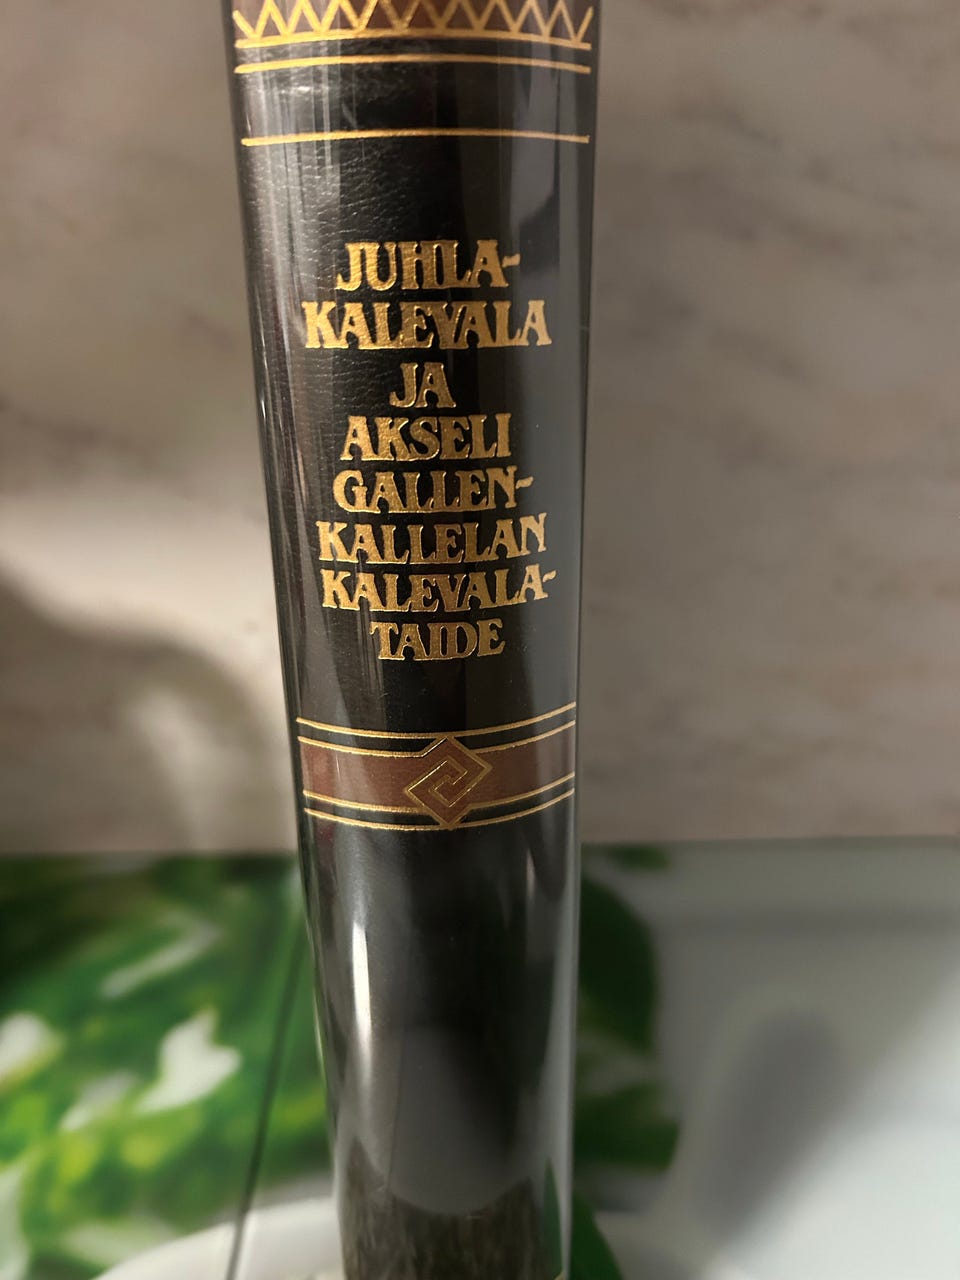 JUHLA-
KALEVALA
JA
AKSELI
GALLEN-
KALLELAN
KALEVALA-
TAIDE